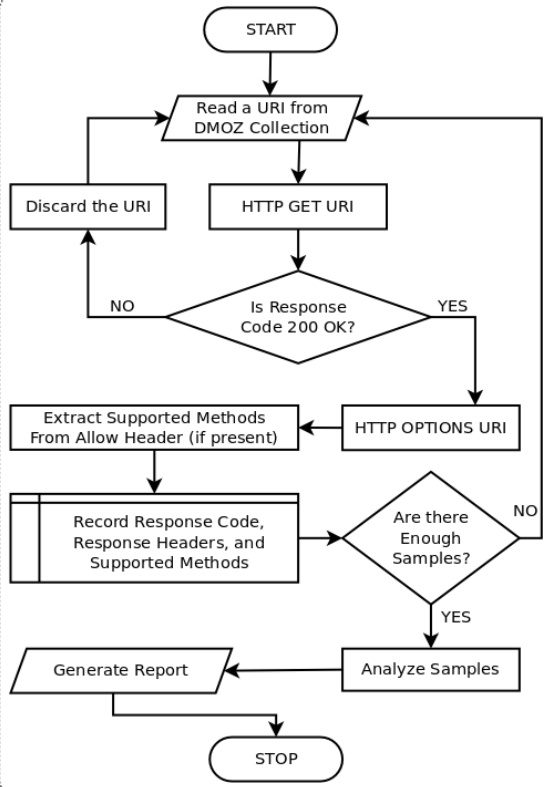 START
Read a URI from
DMOZ Collection
Discard the URI
HTTP GET URI
NO
Is Response
Code 200 OK?
YES
Extract Supported Methods
From Allow Header (if present)
HTTP OPTIONS URI
Record Response Code,
Response Headers, and
Supported Methods
Are there
Enough
Samples?
NO
YES
Generate Report
Analyze Samples
STOP